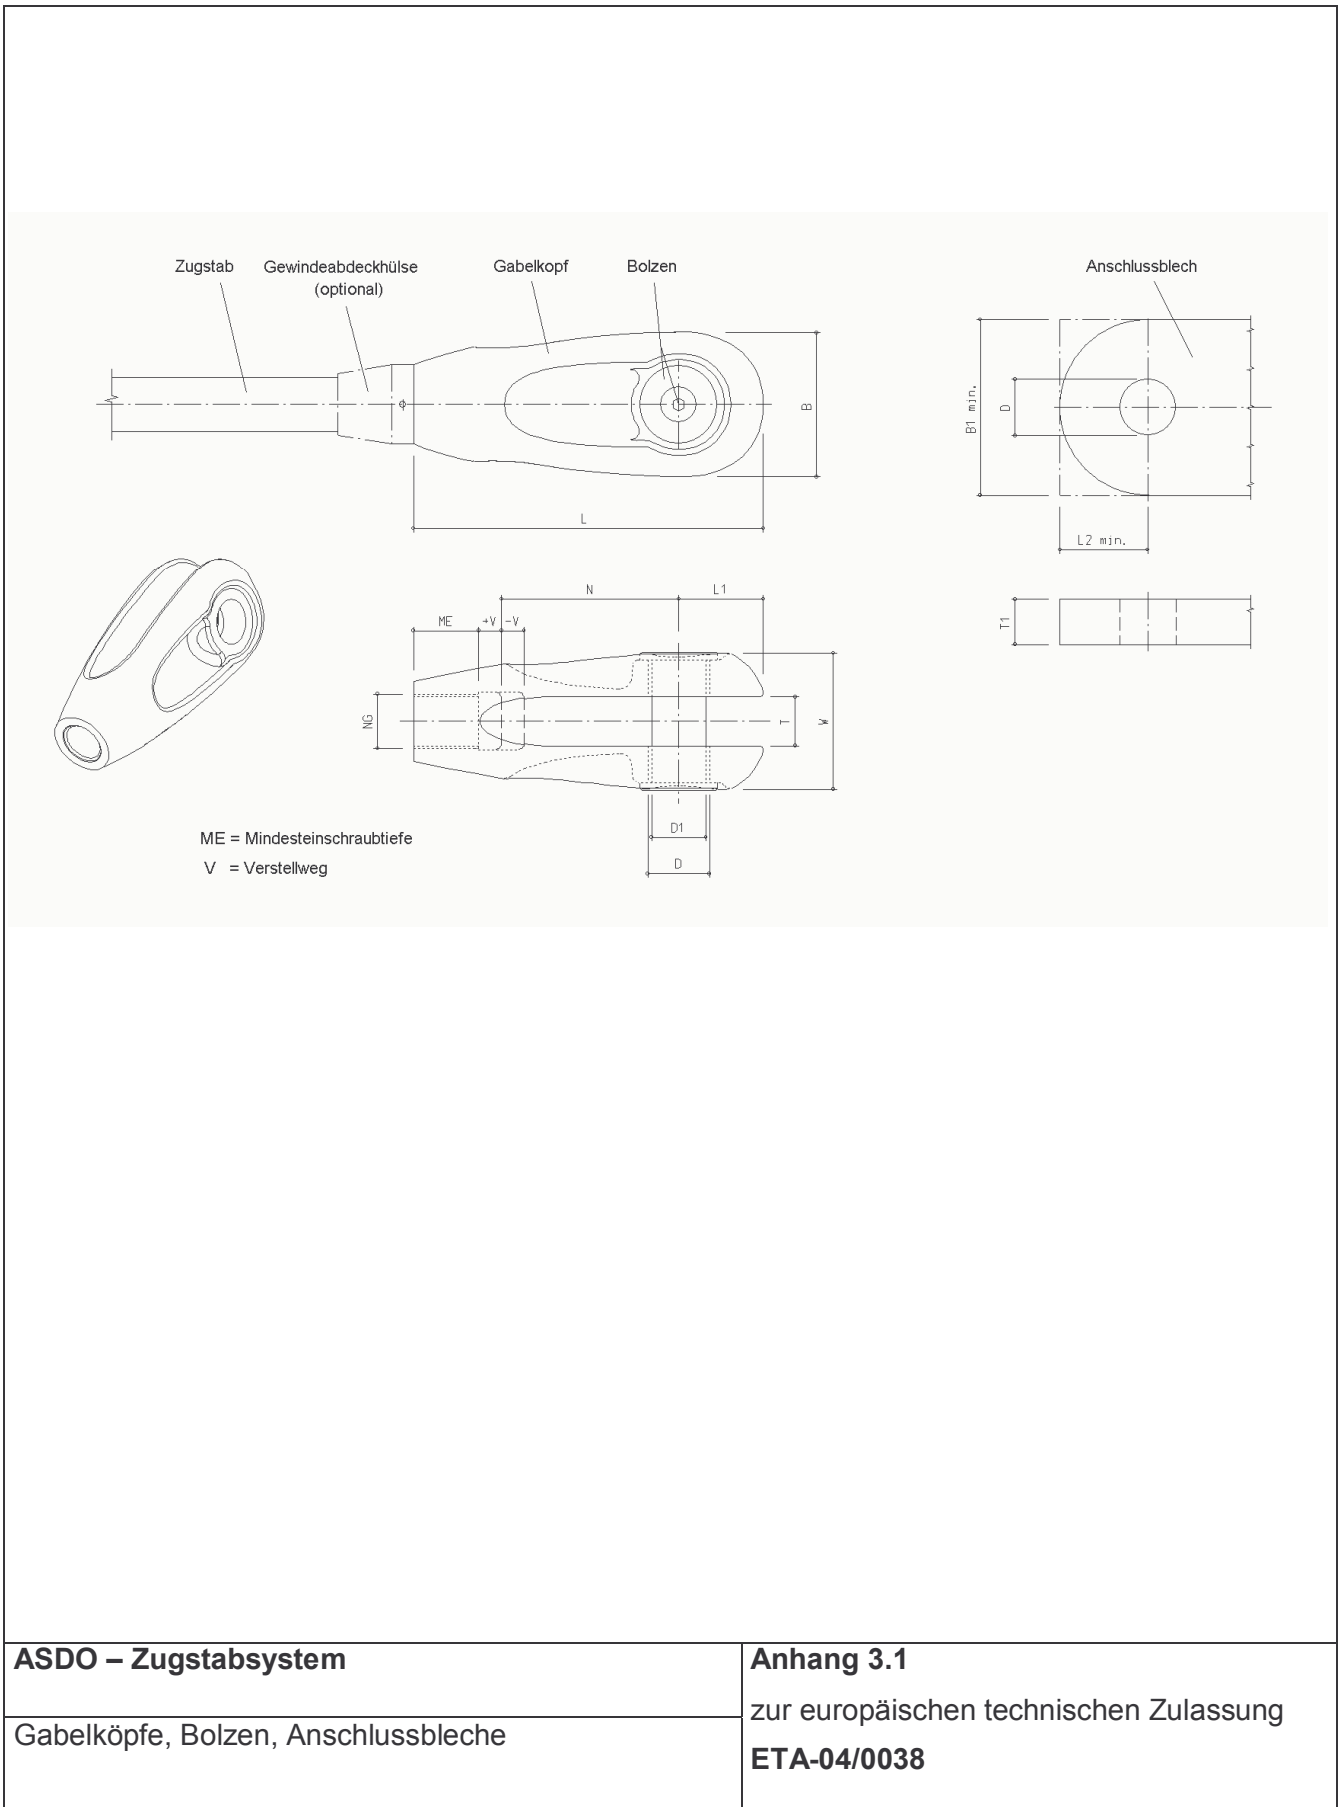 Zugstab Gewindeabdeckhülse Gabelkopf Bolzen Anschlussblech
(optional)
B
B1 min.
D
L
L2 min.
N L1
ME +V -V
T1
NG
T
W
D1
D
ME = Mindesteinschraubtiefe
V = Verstellweg
ASDO – Zugstabsystem
Gabelköpfe, Bolzen, Anschlussbleche
Anhang 3.1
zur europäischen technischen Zulassung
ETA-04/0038